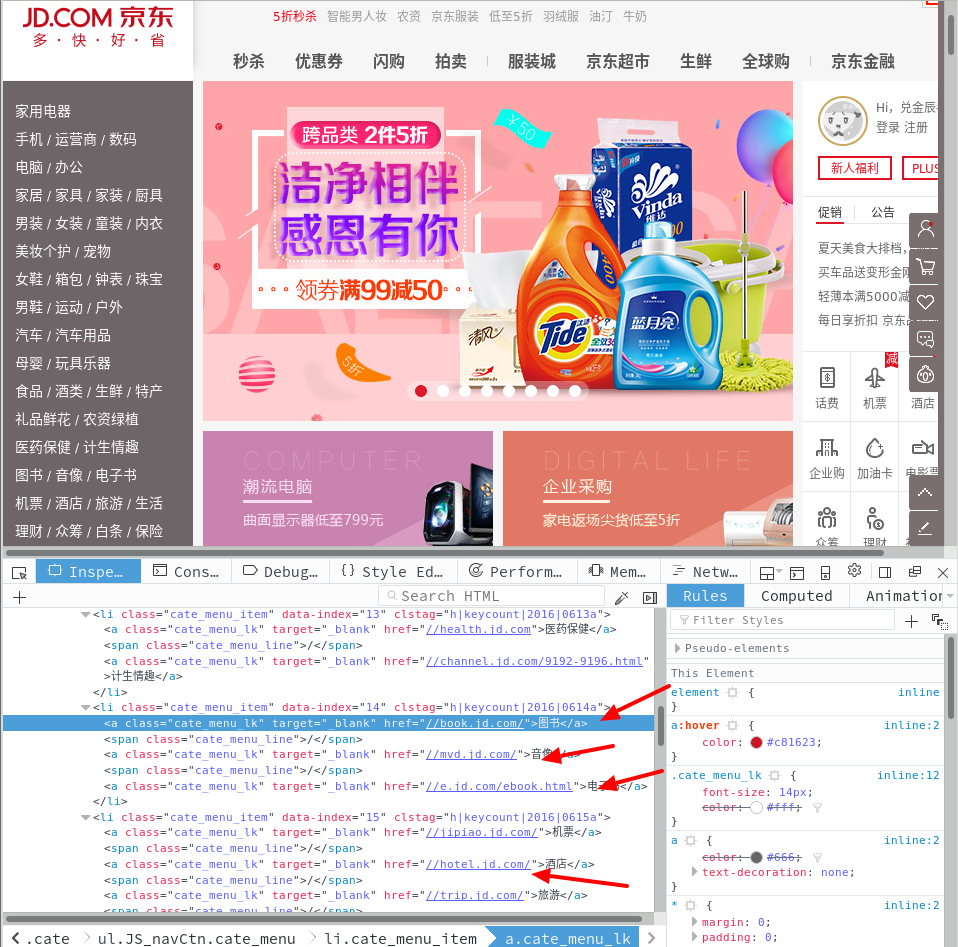 JD.COM 京东
多·快·好·省
5折秒杀 智能男人妆 农资 京东服装 低至5折 羽绒服 油汀 牛奶
秒杀 优惠券 闪购 拍卖 服装城 京东超市 生鲜 全球购 京东金融
家用电器
手机 / 运营商 / 数码
电脑 / 办公
家居 / 家具 / 家装 / 厨具
男装 / 女装 / 童装 / 内衣
美妆个护 / 宠物
女鞋 / 箱包 / 钟表 / 珠宝
男鞋 / 运动 / 户外
汽车 / 汽车用品
母婴 / 玩具乐器
食品 / 酒类 / 生鲜 / 特产
礼品鲜花 / 农资绿植
医药保健 / 计生情趣
图书 / 音像 / 电子书
机票 / 酒店 / 旅游 / 生活
理财 / 众筹 / 白条 / 保险
跨品类 2件5折
洁净相伴
感恩有你
领券满99减50
¥50
5折
Vinda
维达
Tide
汰渍
蓝月亮
清风
COMPUTER
潮流电脑
曲面显示器低至799元
DIGITAL LIFE
企业采购
家电返场尖货低至5折
Hi，兑金辰
登录 注册
新人福利 PLUS
促销 公告
夏天美食大排档，
买车品送变形金刚
轻薄本满5000减
每日享折扣 京东
减
话费 机票 酒店
企业购 加油卡 电影票
众筹 理财
Inspe… Cons… Debug… Style Ed… Perform… Mem… Netw…
Search HTML
<li class="cate_menu_item" data-index="13" clstag="h|keycount|2016|0613a">
<a class="cate_menu_lk" target="_blank" href="//health.jd.com">医药保健</a>
<span class="cate_menu_line">/</span>
<a class="cate_menu_lk" target="_blank" href="//channel.jd.com/9192-9196.html"
>计生情趣</a>
</li>
<li class="cate_menu_item" data-index="14" clstag="h|keycount|2016|0614a">
<a class="cate_menu_lk" target="_blank" href="//book.jd.com/">图书</a>
<span class="cate_menu_line">/</span>
<a class="cate_menu_lk" target="_blank" href="//mvd.jd.com/">音像</a>
<span class="cate_menu_line">/</span>
<a class="cate_menu_lk" target="_blank" href="//e.jd.com/ebook.html">电子书</a>
</li>
<li class="cate_menu_item" data-index="15" clstag="h|keycount|2016|0615a">
<a class="cate_menu_lk" target="_blank" href="//jipiao.jd.com/">机票</a>
<span class="cate_menu_line">/</span>
<a class="cate_menu_lk" target="_blank" href="//hotel.jd.com/">酒店</a>
<span class="cate_menu_line">/</span>
<a class="cate_menu_lk" target="_blank" href="//trip.jd.com/">旅游</a>
<span class="cate_menu_line">/</span>
.cate ul.JS_navCtn.cate_menu li.cate_menu_item a.cate_menu_lk
Rules Computed Animation
Filter Styles
Pseudo-elements
This Element
element { inline
}
a:hover { inline:2
color: #c81623;
}
.cate_menu_lk { inline:12
font-size: 14px;
color: #fff;
}
a { inline:2
color: #666;
text-decoration: none;
}
* { inline:2
margin: 0;
padding: 0;